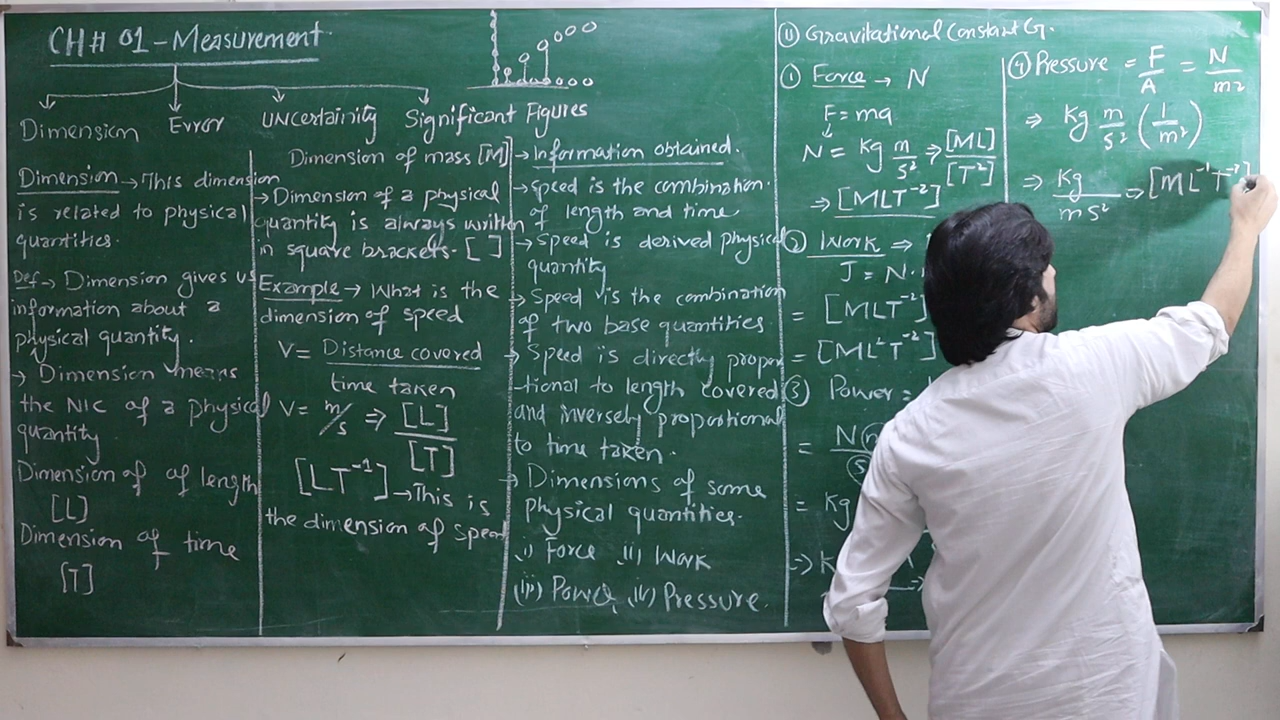 CH# 01 - Measurement
Dimension Error UNCertainity Significant Figures
Dimension → This dimension
is related to physical
quantities.
Def → Dimension gives us
information about a
physical quantity.
→ Dimension means
the NIC of a physical
quantity
Dimension of of length
[L]
Dimension of time
[T]
Dimension of mass [M]
→ Dimension of a physical
quantity is always written
in square brackets. [ ]
Example → What is the
dimension of speed
V = Distance covered
time taken
V = m/s ⇒ [L]
[T]
[LT⁻¹] → This is
the dimension of speed
→ Information obtained.
→ Speed is the combination
of length and time
→ Speed is derived physical
quantity
→ Speed is the combination
of two base quantities.
→ Speed is directly propor
-tional to length covered
and inversely proportional
to time taken.
→ Dimensions of some
physical quantities.
(i) Force (ii) Work
(iii) Power, (iv) Pressure.
Gravitational Constant G.
① Force → N
F = ma
N = Kg m/s² ⇒ [ML]
[T²]
⇒ [MLT⁻²]
② Work ⇒
J = N.
= [MLT⁻²]
= [ML²T⁻²]
③ Power =
= N
= Kg
④ Pressure = F/A = N/m²
⇒ Kg m/s² (1/m²)
⇒ Kg/ms² ⇒ [ML⁻¹T⁻²]